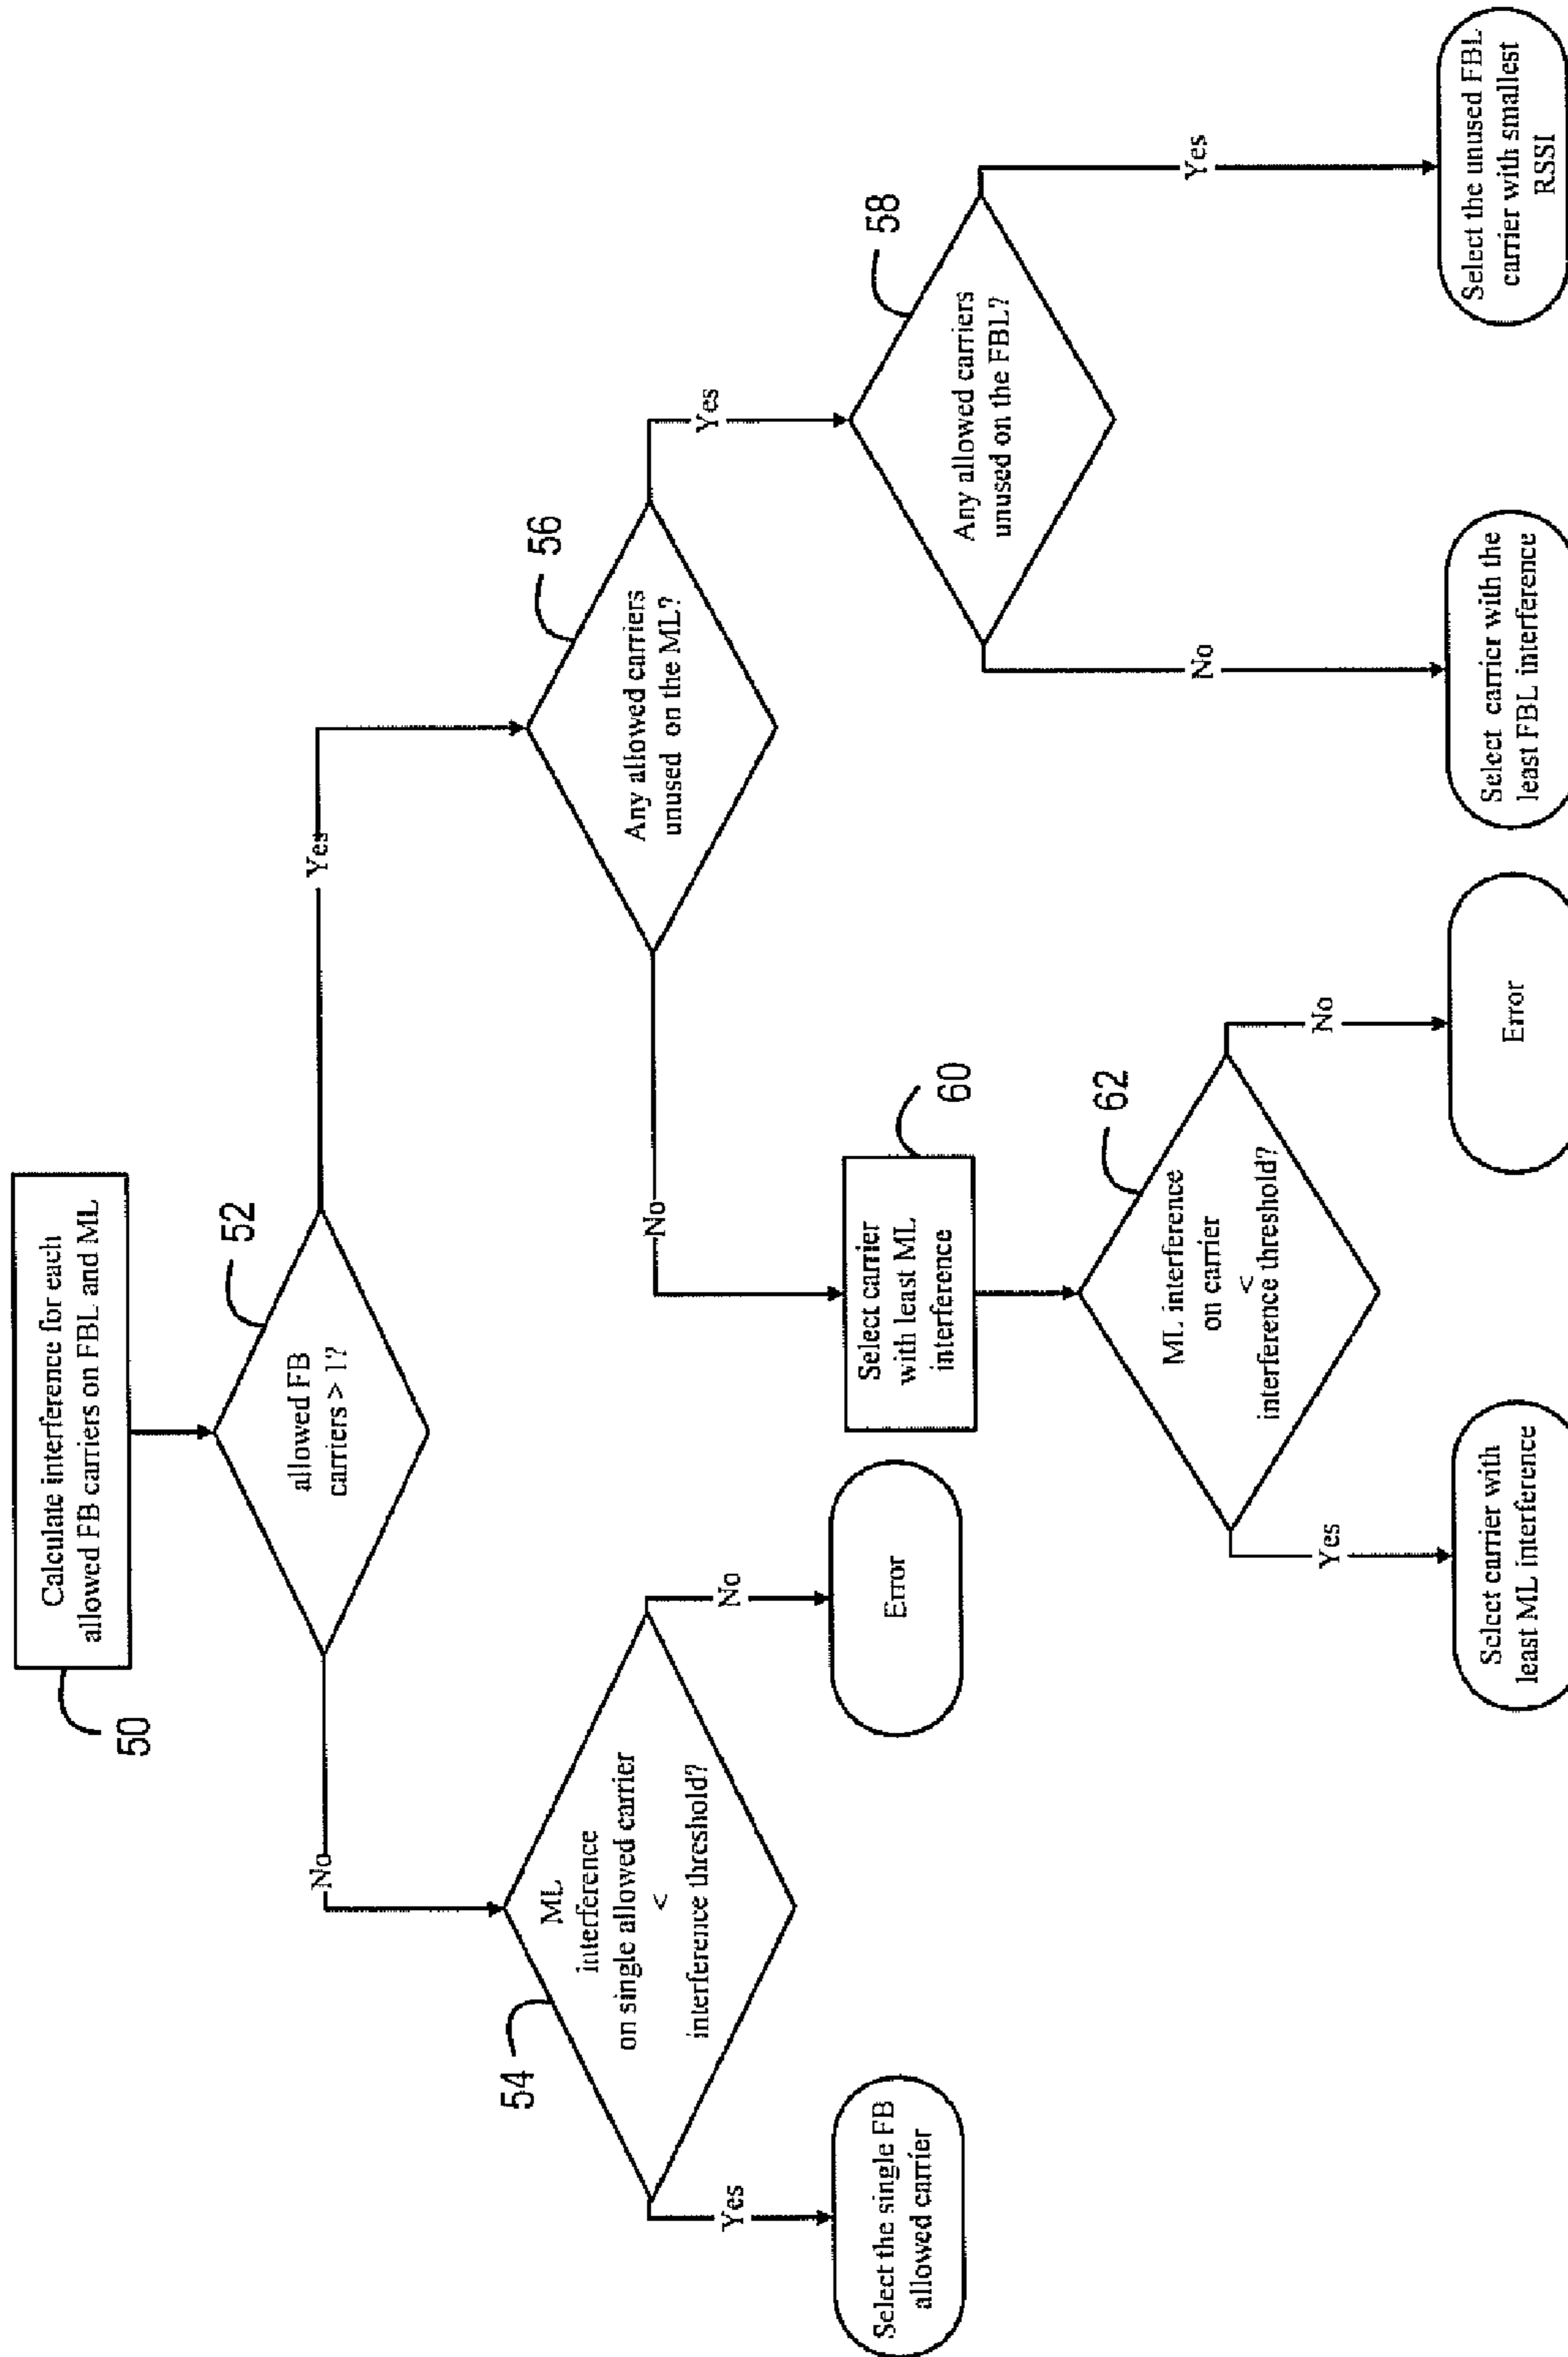 Calculate interference for each
allowed FB carriers on FBL and ML
50
52
allowed FB
carriers > 1?
No
Yes
54
ML
interference
on single allowed carrier
<
interference threshold?
Yes
No
Select the single FB
allowed carrier
Error
56
Any allowed carriers
unused on the ML?
No
Yes
60
Select carrier
with least ML
interference
62
ML interference
on carrier
<
interference threshold?
Yes
No
Select carrier with
least ML interference
Error
58
Any allowed carriers
unused on the FBL?
No
Yes
Select carrier with the
least FBL interference
Select the unused FBL
carrier with smallest
RSSI